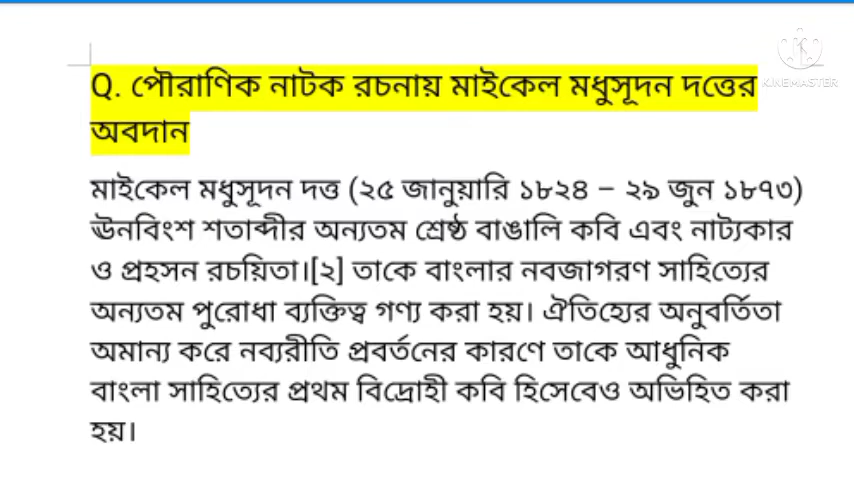 KINEMASTER
Q. পৌরাণিক নাটক রচনায় মাইকেল মধুসূদন দত্তের
অবদান
মাইকেল মধুসূদন দত্ত (২৫ জানুয়ারি ১৮২৪ – ২৯ জুন ১৮৭৩)
ঊনবিংশ শতাব্দীর অন্যতম শ্রেষ্ঠ বাঙালি কবি এবং নাট্যকার
ও প্রহসন রচয়িতা।[২] তাকে বাংলার নবজাগরণ সাহিত্যের
অন্যতম পুরোধা ব্যক্তিত্ব গণ্য করা হয়। ঐতিহ্যের অনুবর্তিতা
অমান্য করে নব্যরীতি প্রবর্তনের কারণে তাকে আধুনিক
বাংলা সাহিত্যের প্রথম বিদ্রোহী কবি হিসেবেও অভিহিত করা
হয়।